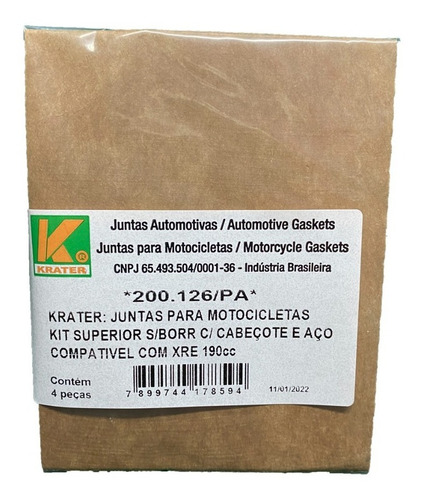 K
®
KRATER
Juntas Automotivas / Automotive Gaskets
Juntas para Motocicletas / Motorcycle Gaskets
CNPJ 65.493.504/0001-36 - Indústria Brasileira
*200.126/PA*
KRATER: JUNTAS PARA MOTOCICLETAS
KIT SUPERIOR S/BORR C/ CABEÇOTE E AÇO
COMPATIVEL COM XRE 190cc
Contém
4 peças
7 899744 178594
11/01/2022